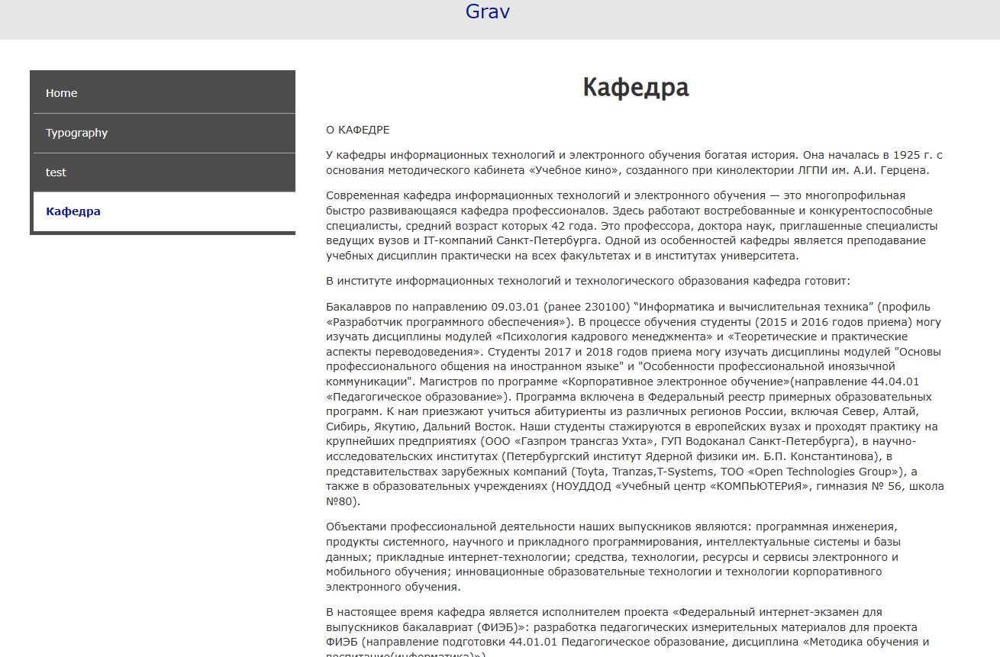 Grav
Home
Typography
test
Кафедра
Кафедра
О КАФЕДРЕ
У кафедры информационных технологий и электронного обучения богатая история. Она началась в 1925 г. с
основания методического кабинета «Учебное кино», созданного при кинолектории ЛГПИ им. А.И. Герцена.
Современная кафедра информационных технологий и электронного обучения — это многопрофильная
быстро развивающаяся кафедра профессионалов. Здесь работают востребованные и конкурентоспособные
специалисты, средний возраст которых 42 года. Это профессора, доктора наук, приглашенные специалисты
ведущих вузов и IT-компаний Санкт-Петербурга. Одной из особенностей кафедры является преподавание
учебных дисциплин практически на всех факультетах и в институтах университета.
В институте информационных технологий и технологического образования кафедра готовит:
Бакалавров по направлению 09.03.01 (ранее 230100) “Информатика и вычислительная техника” (профиль
«Разработчик программного обеспечения»). В процессе обучения студенты (2015 и 2016 годов приема) могу
изучать дисциплины модулей «Психология кадрового менеджмента» и «Теоретические и практические
аспекты переводоведения». Студенты 2017 и 2018 годов приема могу изучать дисциплины модулей "Основы
профессионального общения на иностранном языке" и "Особенности профессиональной иноязычной
коммуникации". Магистров по программе «Корпоративное электронное обучение»(направление 44.04.01
«Педагогическое образование»). Программа включена в Федеральный реестр примерных образовательных
программ. К нам приезжают учиться абитуриенты из различных регионов России, включая Север, Алтай,
Сибирь, Якутию, Дальний Восток. Наши студенты стажируются в европейских вузах и проходят практику на
крупнейших предприятиях (ООО «Газпром трансгаз Ухта», ГУП Водоканал Санкт-Петербурга), в научно-
исследовательских институтах (Петербургский институт Ядерной физики им. Б.П. Константинова), в
представительствах зарубежных компаний (Toyta, Tranzas,T-Systems, ТОО «Open Technologies Group»), а
также в образовательных учреждениях (НОУДДОД «Учебный центр «КОМПЬЮТЕРиЯ», гимназия № 56, школа
№80).
Объектами профессиональной деятельности наших выпускников являются: программная инженерия,
продукты системного, научного и прикладного программирования, интеллектуальные системы и базы
данных; прикладные интернет-технологии; средства, технологии, ресурсы и сервисы электронного и
мобильного обучения; инновационные образовательные технологии и технологии корпоративного
электронного обучения.
В настоящее время кафедра является исполнителем проекта «Федеральный интернет-экзамен для
выпускников бакалавриат (ФИЭБ)»: разработка педагогических измерительных материалов для проекта
ФИЭБ (направление подготовки 44.01.01 Педагогическое образование, дисциплина «Методика обучения и
воспитание(информатика)»)